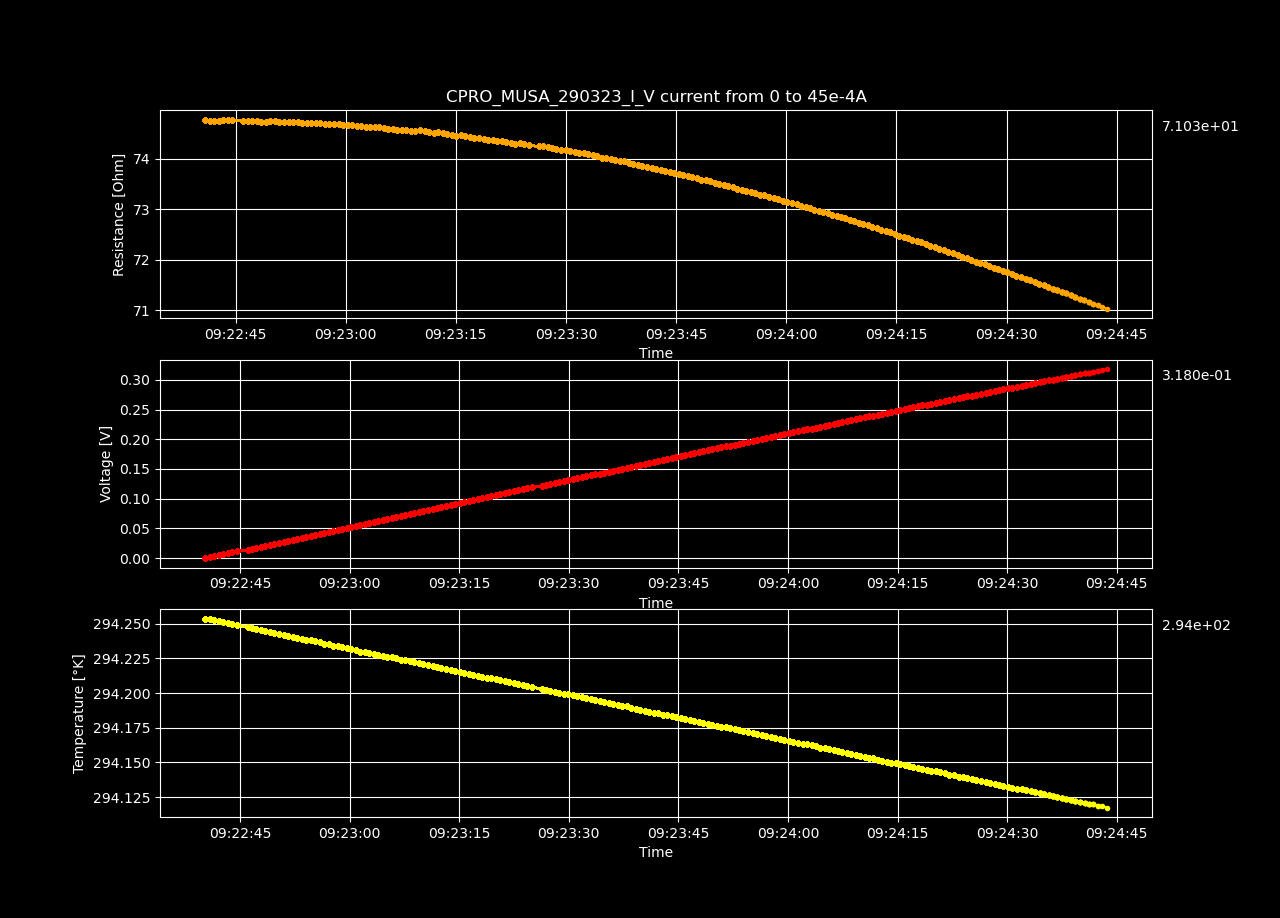 CPRO_MUSA_290323_I_V current from 0 to 45e-4A
7.103e+01
Resistance [Ohm]
74
73
72
71
09:22:45 09:23:00 09:23:15 09:23:30 09:23:45 09:24:00 09:24:15 09:24:30 09:24:45
Time
3.180e-01
Voltage [V]
0.30
0.25
0.20
0.15
0.10
0.05
0.00
09:22:45 09:23:00 09:23:15 09:23:30 09:23:45 09:24:00 09:24:15 09:24:30 09:24:45
Time
2.94e+02
Temperature [°K]
294.250
294.225
294.200
294.175
294.150
294.125
09:22:45 09:23:00 09:23:15 09:23:30 09:23:45 09:24:00 09:24:15 09:24:30 09:24:45
Time